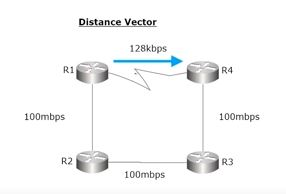 Distance Vector
128kbps
R1
R4
100mbps
100mbps
R2
R3
100mbps